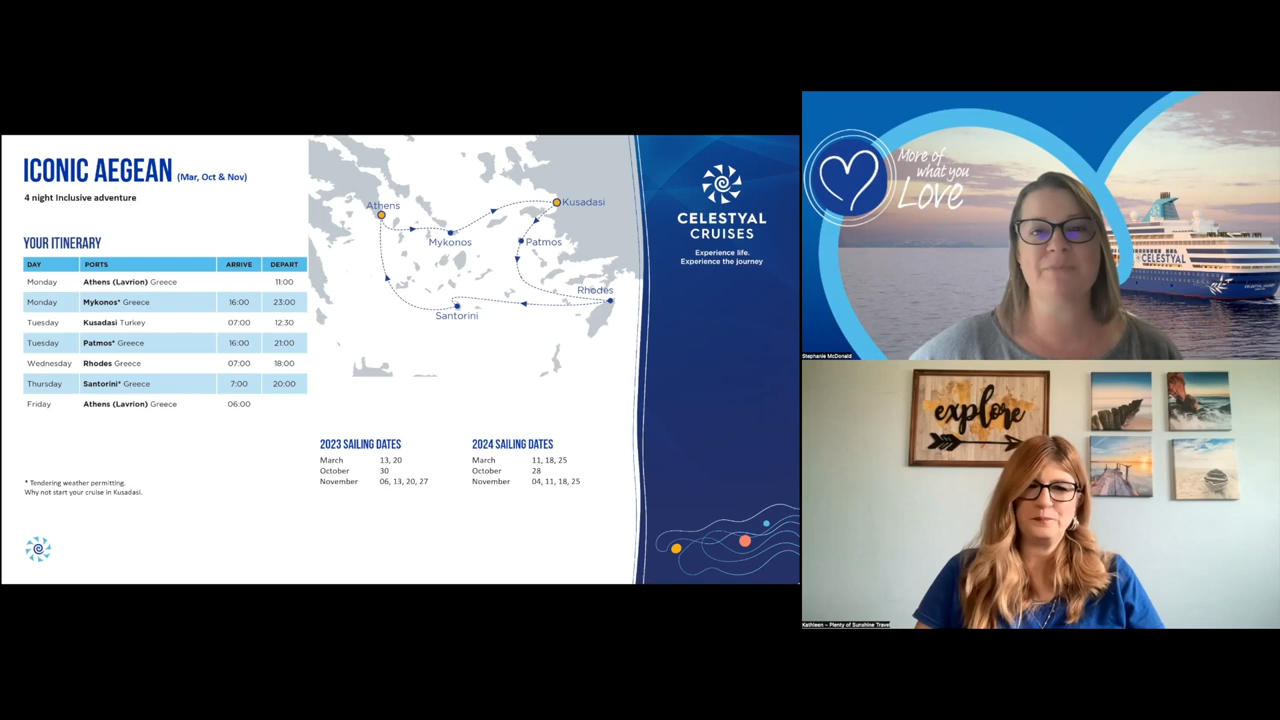 ICONIC AEGEAN (Mar, Oct & Nov)
4 night Inclusive adventure
YOUR ITINERARY
DAY PORTS ARRIVE DEPART
Monday Athens (Lavrion) Greece 11:00
Monday Mykonos* Greece 16:00 23:00
Tuesday Kusadasi Turkey 07:00 12:30
Tuesday Patmos* Greece 16:00 21:00
Wednesday Rhodes Greece 07:00 18:00
Thursday Santorini* Greece 7:00 20:00
Friday Athens (Lavrion) Greece 06:00
* Tendering weather permitting.
Why not start your cruise in Kusadasi.
Athens
Kusadasi
Mykonos
Patmos
Rhodes
Santorini
2023 SAILING DATES
March 13, 20
October 30
November 06, 13, 20, 27
2024 SAILING DATES
March 11, 18, 25
October 28
November 04, 11, 18, 25
CELESTYAL
CRUISES
Experience life.
Experience the journey
More of
what you
Love
CELESTYAL
Stephanie McDonald
explore
Kathleen – Plenty of Sunshine Travel